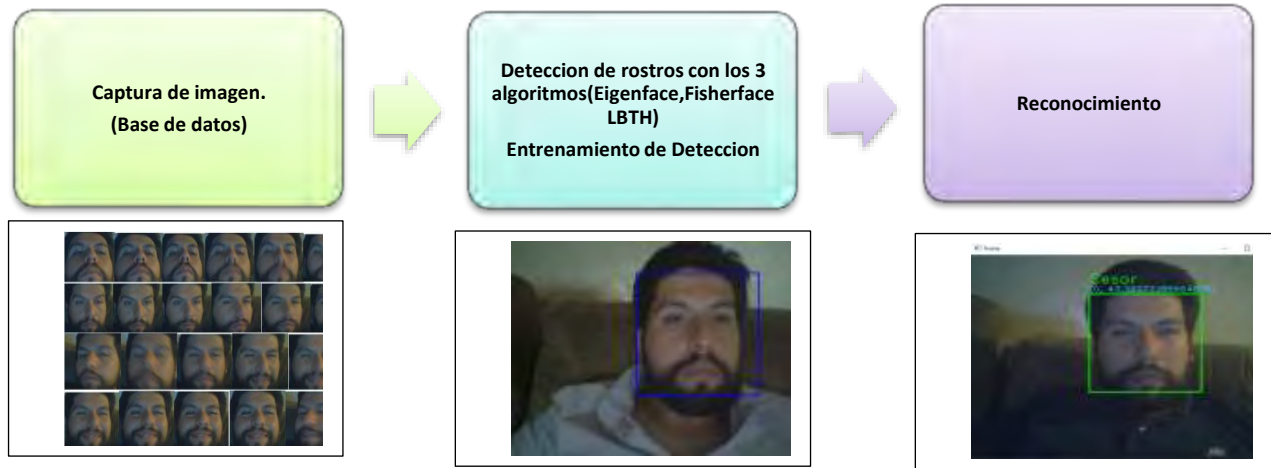 Captura de imagen.
(Base de datos)
Deteccion de rostros con los 3
algoritmos(Eigenface,Fisherface
LBTH)
Entrenamiento de Deteccion
Reconocimiento
Cesar